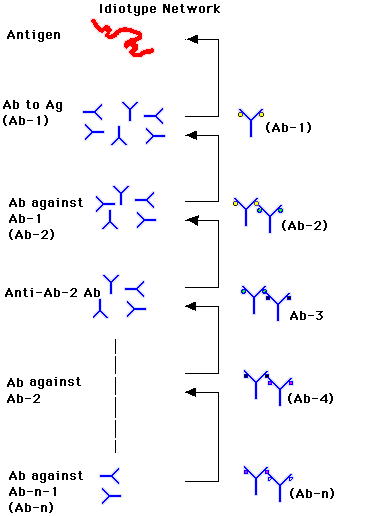 Idiotype Network
Antigen
Ab to Ag
(Ab-1)
(Ab-1)
Ab against
Ab-1
(Ab-2)
(Ab-2)
Anti-Ab-2 Ab
Ab-3
Ab against
Ab-2
(Ab-4)
Ab against
Ab-n-1
(Ab-n)
(Ab-n)